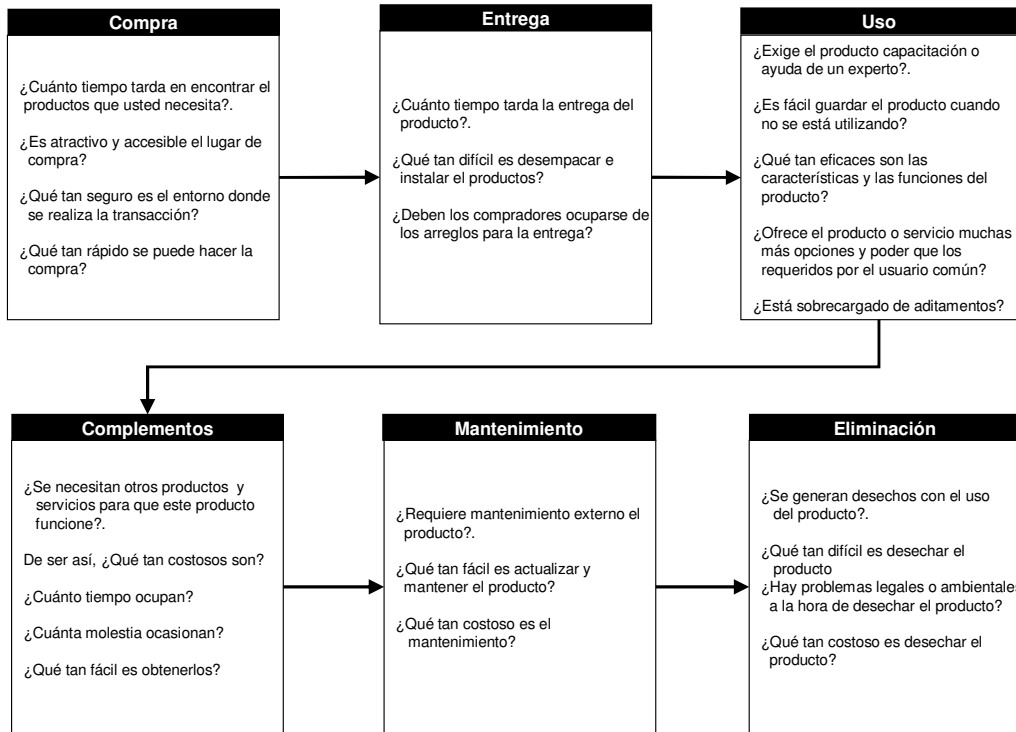 Compra
¿Cuánto tiempo tarda en encontrar el
productos que usted necesita?.
¿Es atractivo y accesible el lugar de
compra?
¿Qué tan seguro es el entorno donde
se realiza la transacción?
¿Qué tan rápido se puede hacer la
compra?
Entrega
¿Cuánto tiempo tarda la entrega del
producto?.
¿Qué tan difícil es desempacar e
instalar el productos?
¿Deben los compradores ocuparse de
los arreglos para la entrega?
Uso
¿Exige el producto capacitación o
ayuda de un experto?.
¿Es fácil guardar el producto cuando
no se está utilizando?
¿Qué tan eficaces son las
características y las funciones del
producto?
¿Ofrece el producto o servicio muchas
más opciones y poder que los
requeridos por el usuario común?
¿Está sobrecargado de aditamentos?
Complementos
¿Se necesitan otros productos y
servicios para que este producto
funcione?.
De ser así, ¿Qué tan costosos son?
¿Cuánto tiempo ocupan?
¿Cuánta molestia ocasionan?
¿Qué tan fácil es obtenerlos?
Mantenimiento
¿Requiere mantenimiento externo el
producto?.
¿Qué tan fácil es actualizar y
mantener el producto?
¿Qué tan costoso es el
mantenimiento?
Eliminación
¿Se generan desechos con el uso
del producto?.
¿Qué tan difícil es desechar el
producto
¿Hay problemas legales o ambientales
a la hora de desechar el producto?
¿Qué tan costoso es desechar el
producto?